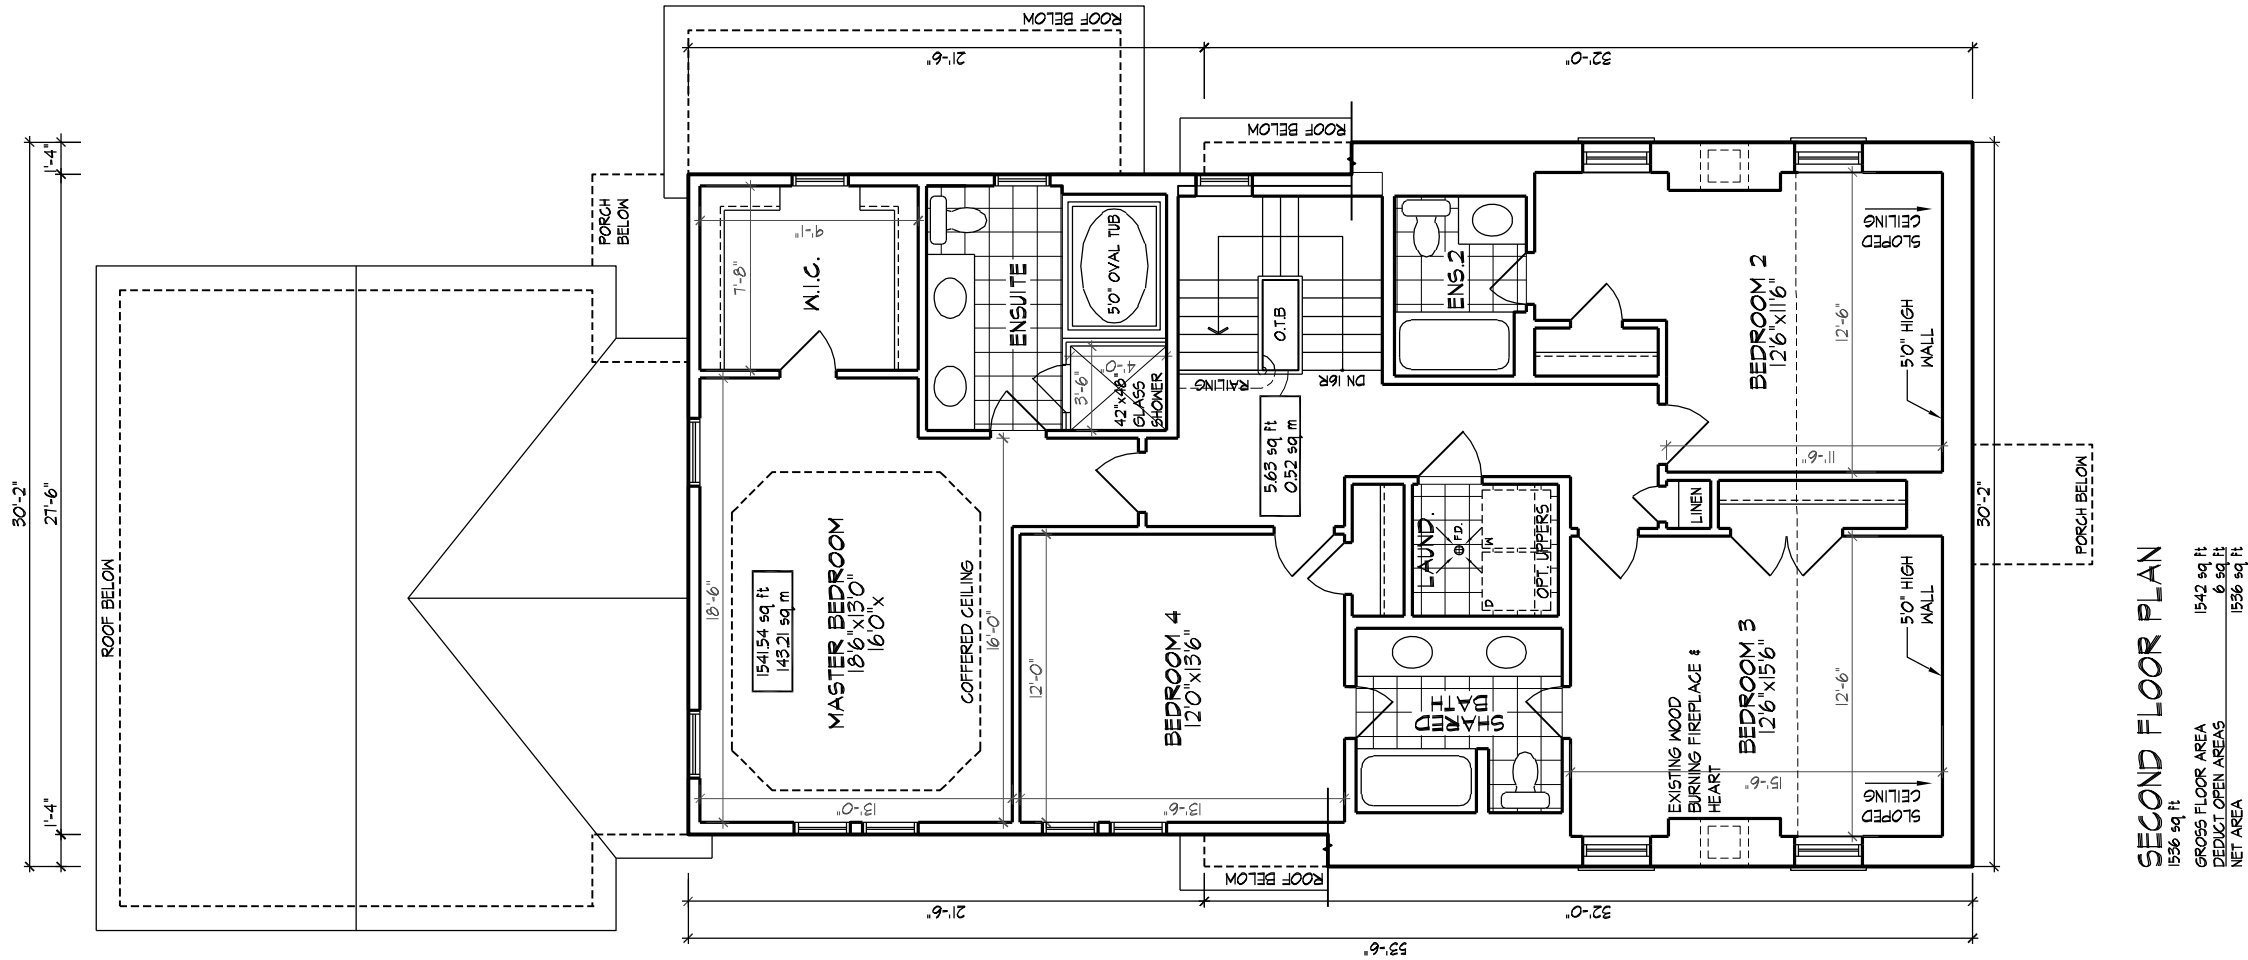 ROOF BELOW
21'-6"
32'-0"
ROOF BELOW
30'-2"
1'-4"
27'-6"
1'-4"
PORCH
BELOW
ROOF BELOW
9'-1"
7'-8"
W.I.C.
ENSUITE
5'0" OVAL TUB
4'-0"
3'-6"
42"x48"
GLASS
SHOWER
RAILING
O.T.B
DN 16R
5.63 sq ft
0.52 sq m
ENS.2
BEDROOM 2
12'6"x11'6"
12'-6"
11'-6"
SLOPED
CEILING
5'0" HIGH
WALL
18'-6"
1541.54 sq ft
143.21 sq m
MASTER BEDROOM
18'6"x13'0"
16'0"x
COFFERED CEILING
16'-0"
13'-0"
12'-0"
BEDROOM 4
12'0"x13'6"
13'-6"
LAUND.
F.D.
W
D
OPT. UPPERS
LINEN
SHARED
BATH
EXISTING WOOD
BURNING FIREPLACE &
HEART
BEDROOM 3
12'6"x15'6"
12'-6"
15'-6"
SLOPED
CEILING
5'0" HIGH
WALL
30'-2"
PORCH BELOW
ROOF BELOW
21'-6"
32'-0"
53'-6"
SECOND FLOOR PLAN
1536 sq ft
GROSS FLOOR AREA 1542 sq ft
DEDUCT OPEN AREAS 6 sq ft
NET AREA 1536 sq ft